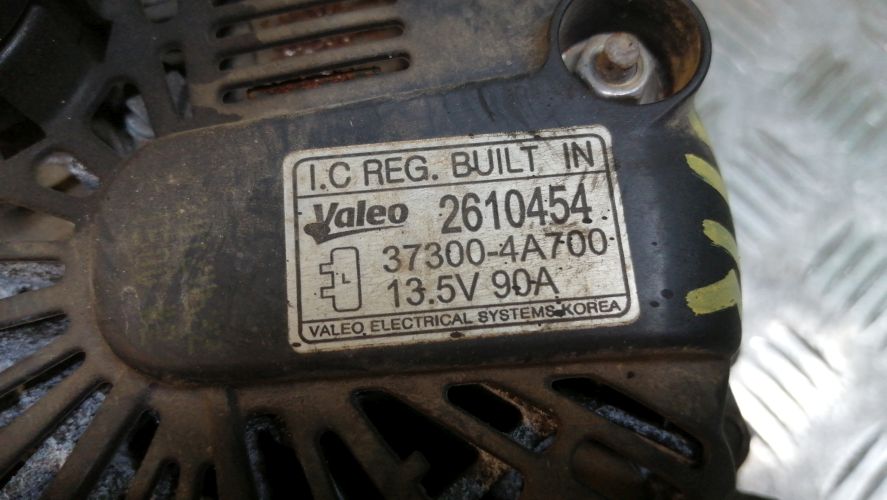 I.C REG. BUILT IN
Valeo 2610454
L 37300-4A700
13.5V 90A
VALEO ELECTRICAL SYSTEMS KOREA